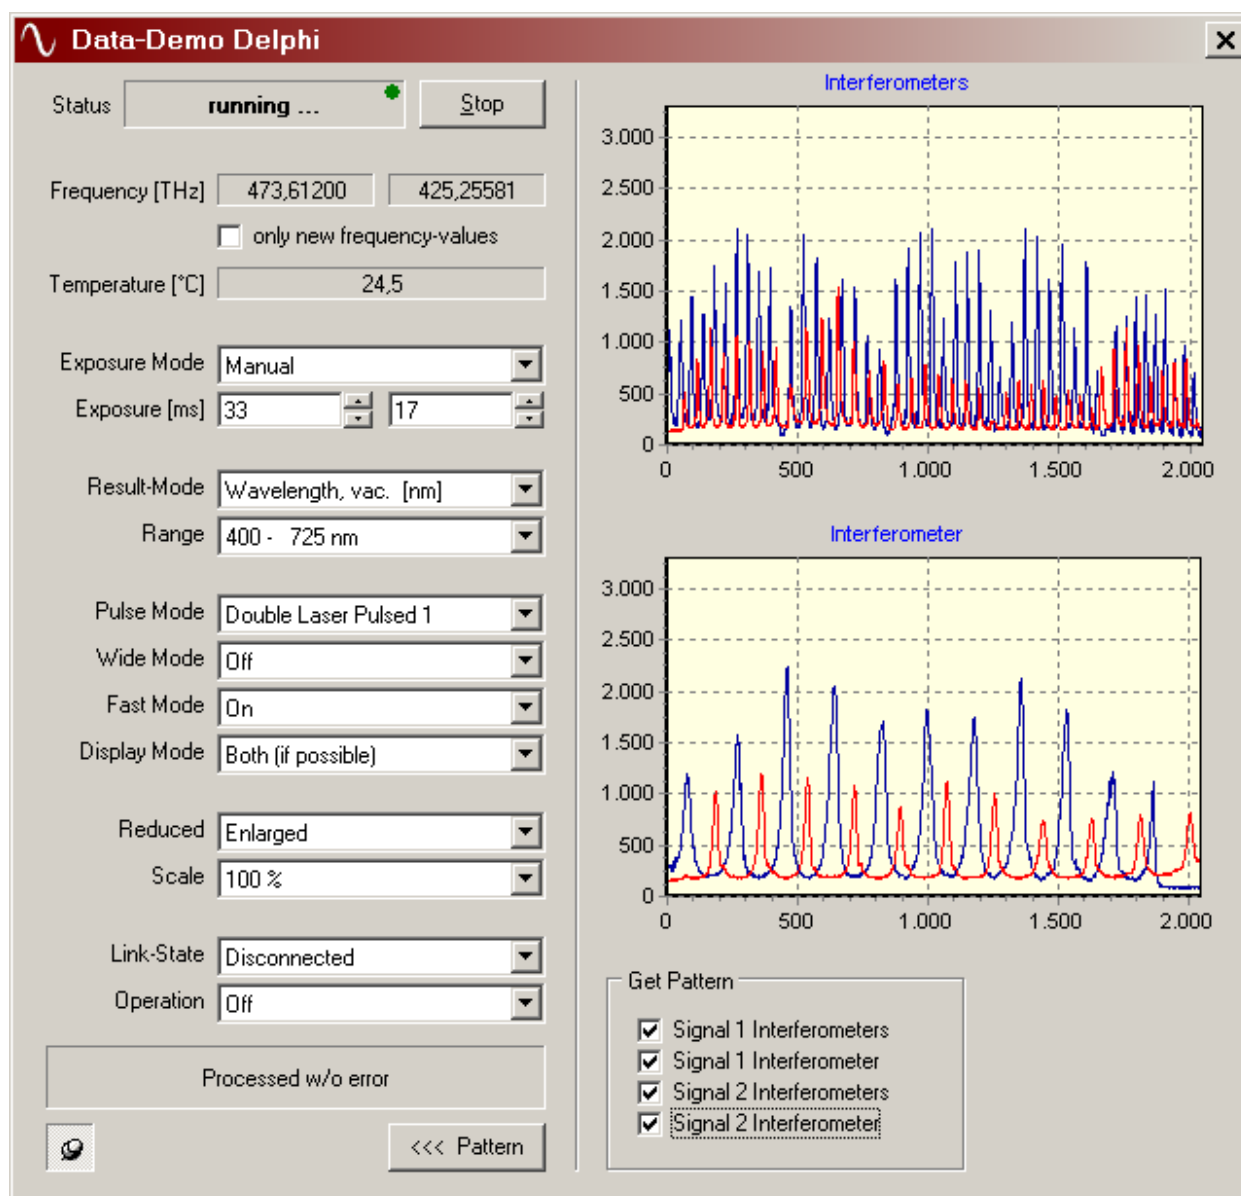 Data-Demo Delphi
Status running ... Stop
Frequency [THz] 473,61200 425,25581
only new frequency-values
Temperature [°C] 24,5
Exposure Mode Manual
Exposure [ms] 33 17
Result-Mode Wavelength, vac. [nm]
Range 400 - 725 nm
Pulse Mode Double Laser Pulsed 1
Wide Mode Off
Fast Mode On
Display Mode Both (if possible)
Reduced Enlarged
Scale 100 %
Link-State Disconnected
Operation Off
Processed w/o error
<<< Pattern
Interferometers
3.000
2.500
2.000
1.500
1.000
500
0
0 500 1.000 1.500 2.000
Interferometer
3.000
2.500
2.000
1.500
1.000
500
0
0 500 1.000 1.500 2.000
Get Pattern
Signal 1 Interferometers
Signal 1 Interferometer
Signal 2 Interferometers
Signal 2 Interferometer